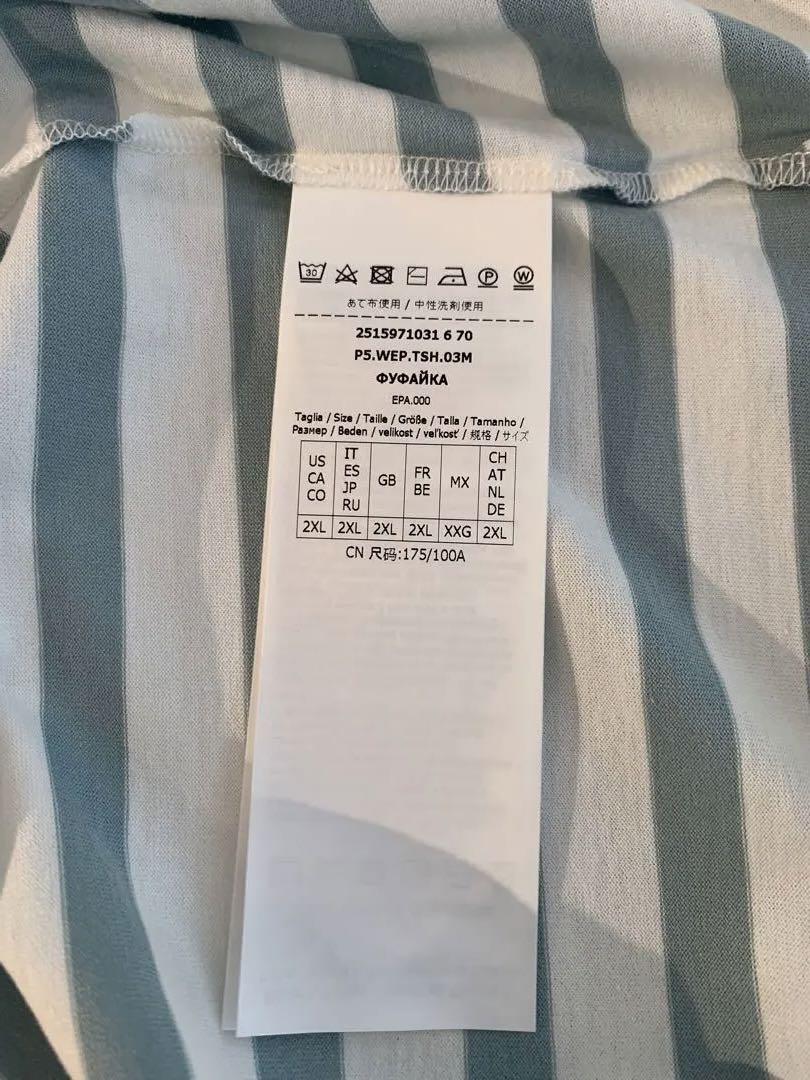 30 P W
あて布使用 / 中性洗剤使用
2515971031 6 70
P5.WEP.TSH.03M
ФУФАЙКА
EPA.000
Taglia / Size / Taille / Größe / Talla / Tamanho /
Размер / Beden / velikost / veľkosť / 规格 / サイズ
US CA CO IT ES JP RU GB FR BE MX CH AT NL DE
2XL 2XL 2XL 2XL XXG 2XL
CN 尺码:175/100A